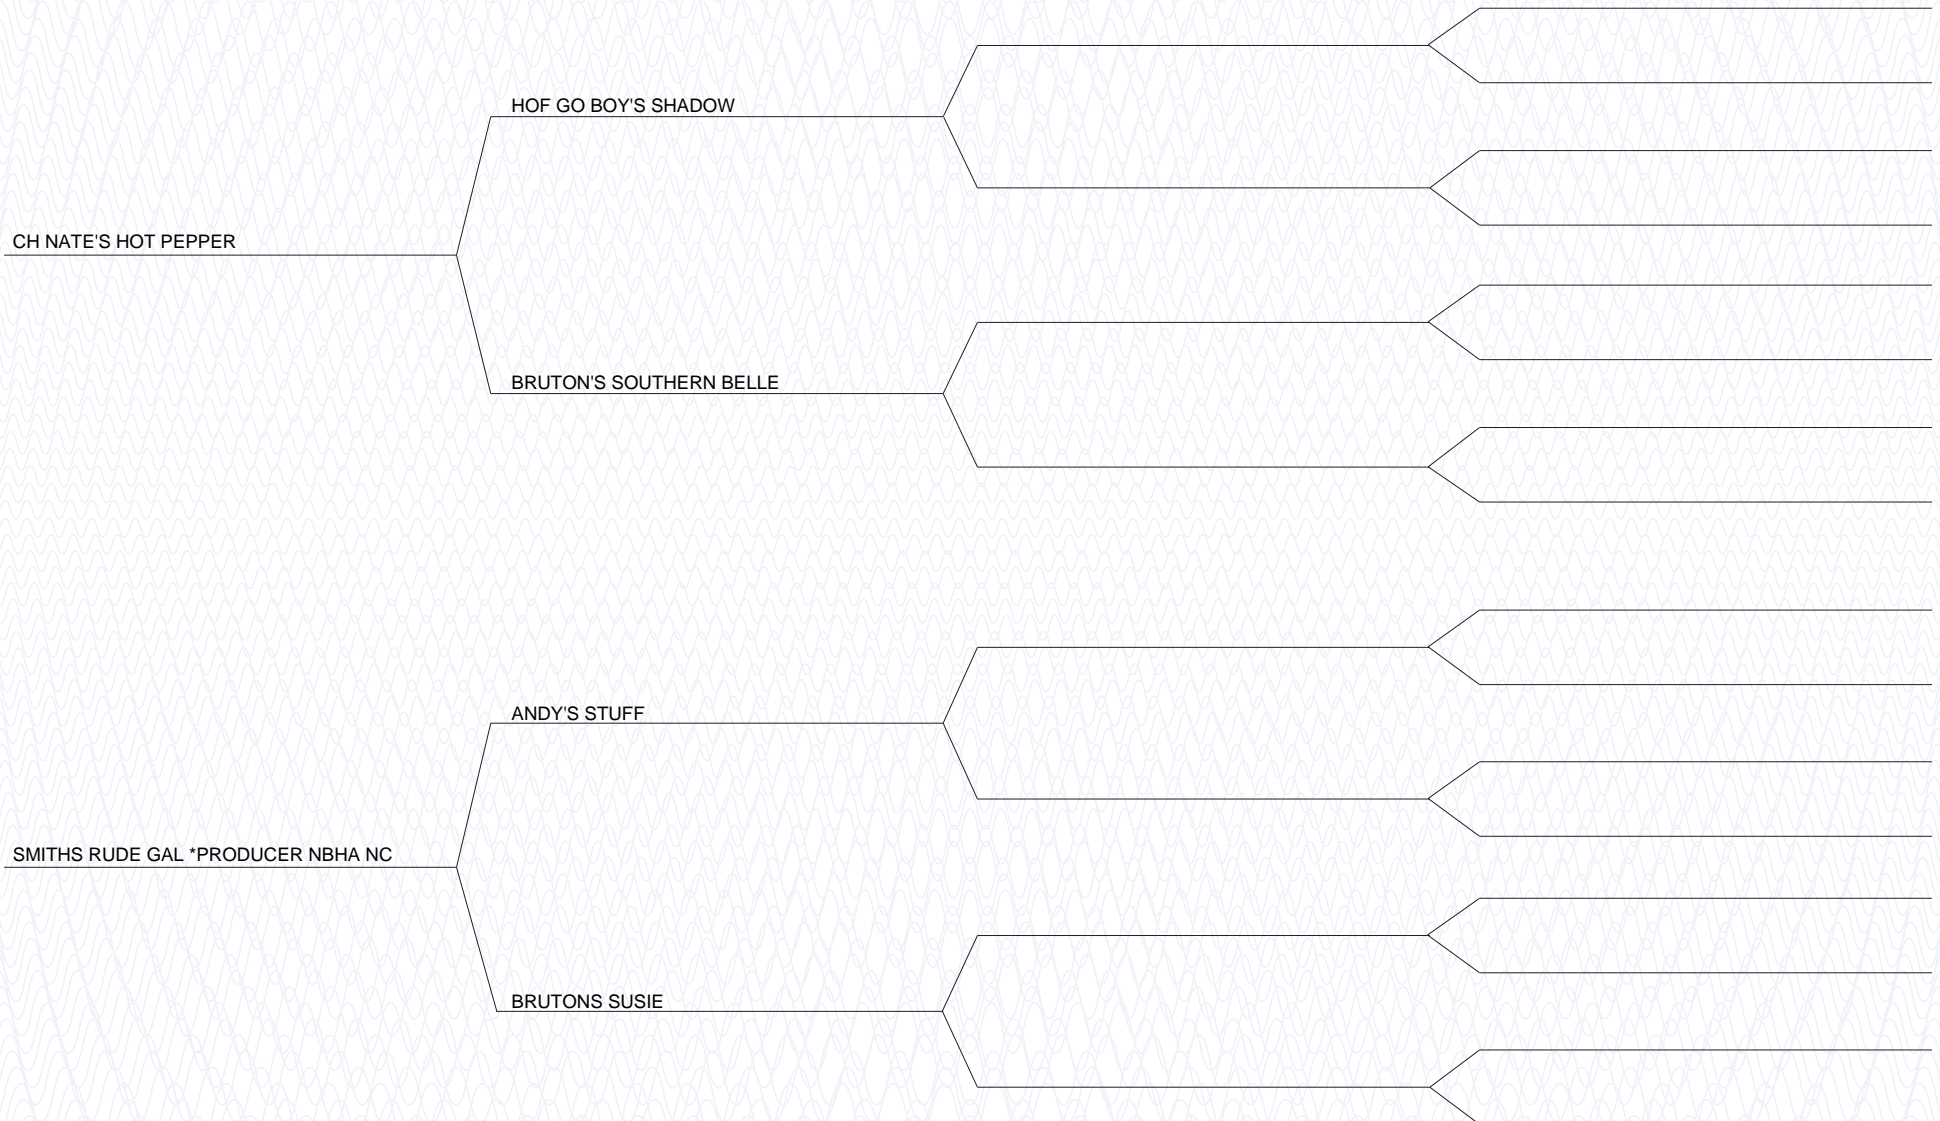 HOF GO BOY'S SHADOW
CH NATE'S HOT PEPPER
BRUTON'S SOUTHERN BELLE
ANDY'S STUFF
SMITHS RUDE GAL *PRODUCER NBHA NC
BRUTONS SUSIE